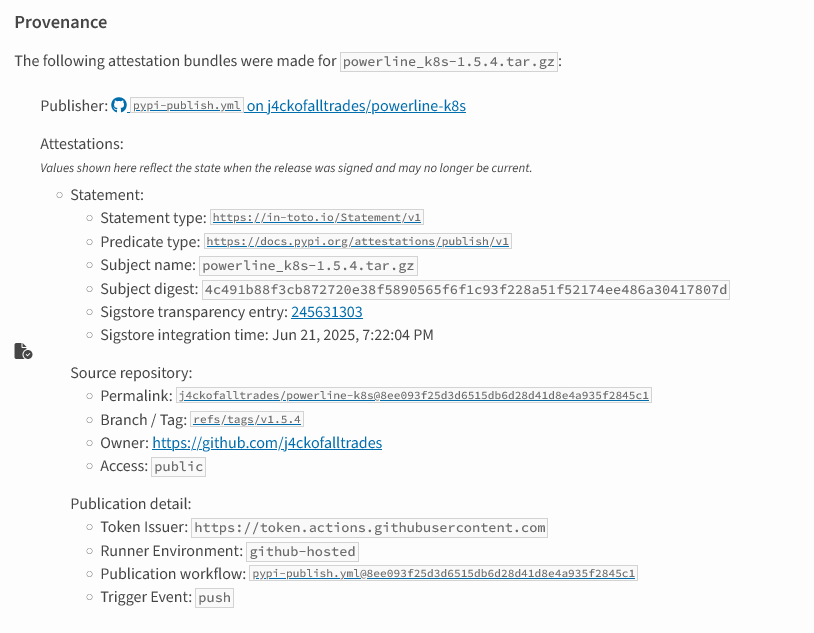 Provenance
The following attestation bundles were made for powerline_k8s-1.5.4.tar.gz:
Publisher: pypi-publish.yml on j4ckofalltrades/powerline-k8s
Attestations:
Values shown here reflect the state when the release was signed and may no longer be current.
Statement:
Statement type: https://in-toto.io/Statement/v1
Predicate type: https://docs.pypi.org/attestations/publish/v1
Subject name: powerline_k8s-1.5.4.tar.gz
Subject digest: 4c491b88f3cb872720e38f5890565f6f1c93f228a51f52174ee486a30417807d
Sigstore transparency entry: 245631303
Sigstore integration time: Jun 21, 2025, 7:22:04 PM
Source repository:
Permalink: j4ckofalltrades/powerline-k8s@8ee093f25d3d6515db6d28d41d8e4a935f2845c1
Branch / Tag: refs/tags/v1.5.4
Owner: https://github.com/j4ckofalltrades
Access: public
Publication detail:
Token Issuer: https://token.actions.githubusercontent.com
Runner Environment: github-hosted
Publication workflow: pypi-publish.yml@8ee093f25d3d6515db6d28d41d8e4a935f2845c1
Trigger Event: push